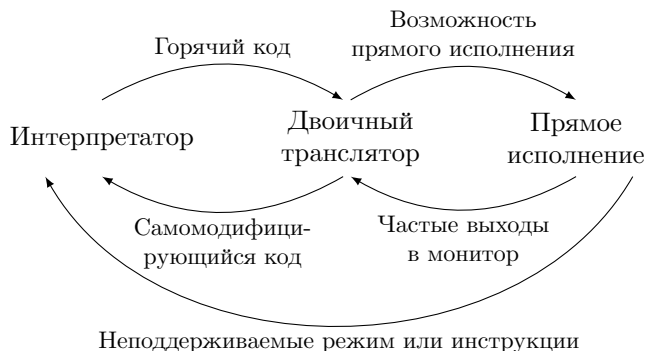 Возможность
прямого исполнения
Горячий код
Интерпретатор
Двоичный
транслятор
Прямое
исполнение
Самомодифици-
рующийся код
Частые выходы
в монитор
Неподдерживаемые режим или инструкции